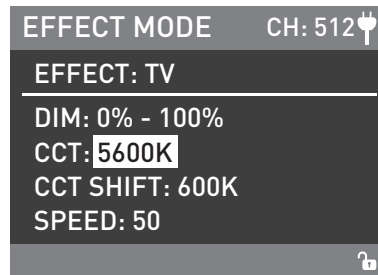 EFFECT MODE CH: 512
EFFECT: TV
DIM: 0% - 100%
CCT: 5600K
CCT SHIFT: 600K
SPEED: 50